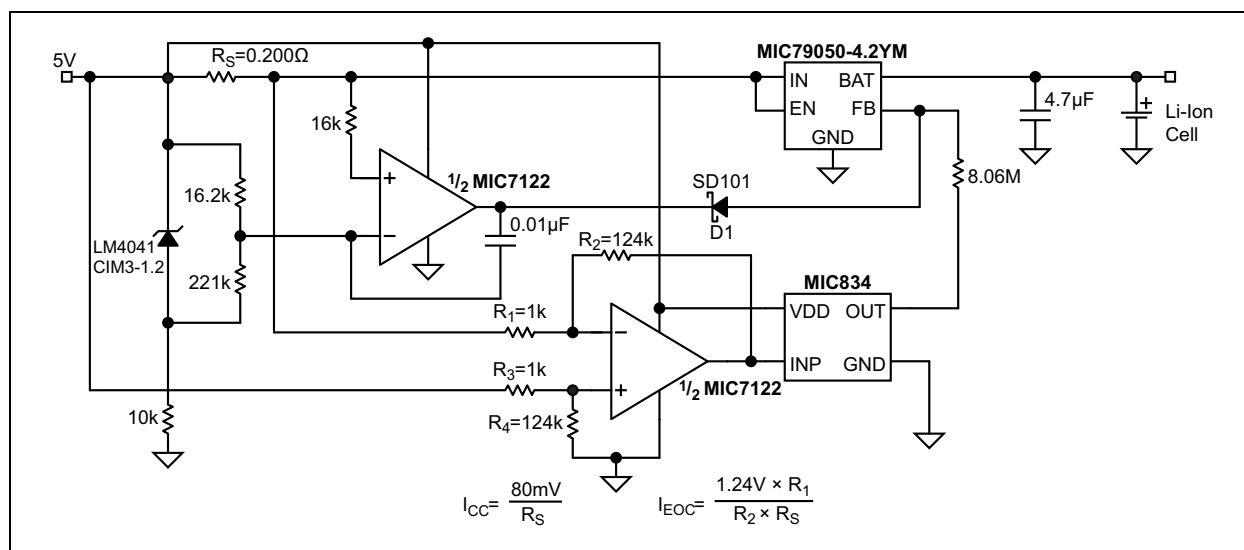 5V
R_S=0.200Ω
MIC79050-4.2YM
IN
BAT
EN
FB
GND
4.7µF
+
Li-Ion
Cell
16k
16.2k
+
−
1/2 MIC7122
0.01µF
SD101
D1
8.06M
LM4041
CIM3-1.2
221k
R_2=124k
MIC834
R_1=1k
−
VDD
OUT
R_3=1k
+
INP
GND
1/2 MIC7122
10k
R_4=124k
I_CC= 80mV / R_S
I_EOC= 1.24V × R_1 / R_2 × R_S